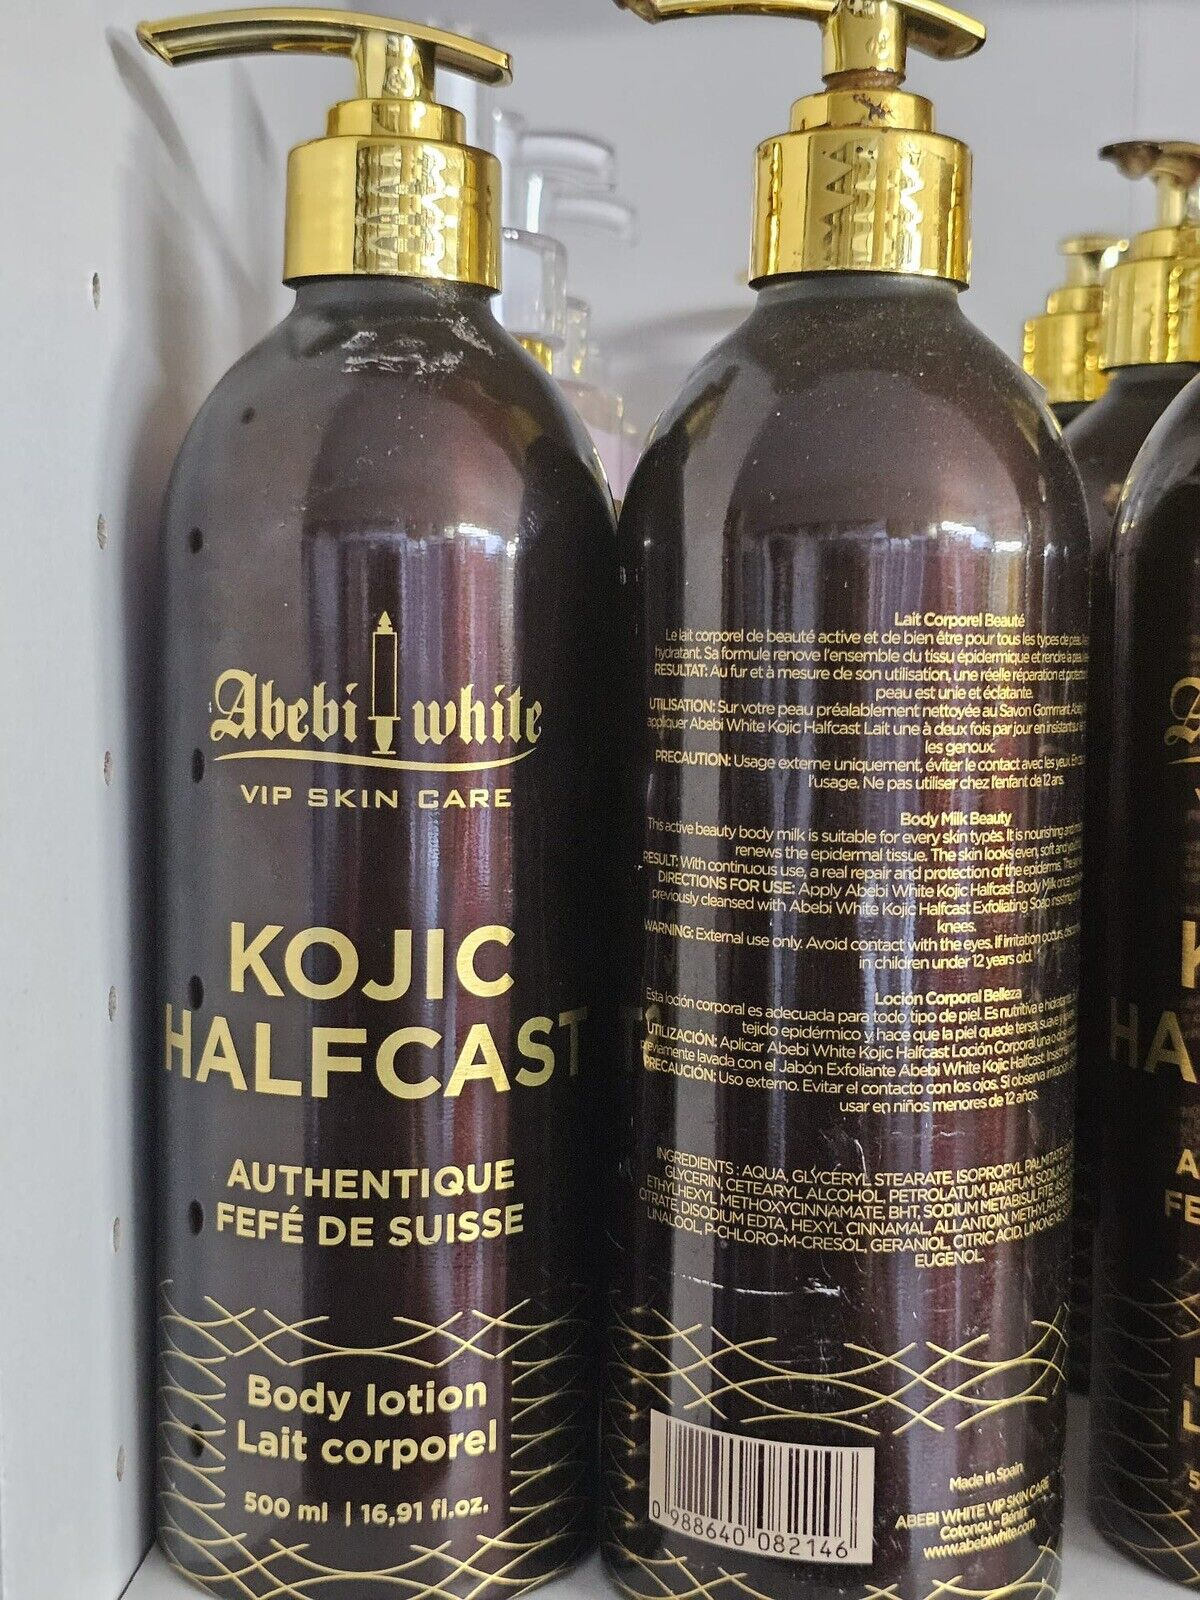 Abebi white
VIP SKIN CARE
KOJIC
HALFCAST
AUTHENTIQUE
FEFÉ DE SUISSE
Body lotion
Lait corporel
500 ml | 16,91 fl.oz.
Lait Corporel Beauté
Le lait corporel de beauté active et de bien être pour tous les types de
hydratant. Sa formule renove l'ensemble du tissu épidermique et rend la
RESULTAT: Au fur et à mesure de son utilisation, une réelle réparation et
peau est unie et éclatante.
UTILISATION: Sur votre peau préalablement nettoyée au Savon Gommant
appliquer Abebi White Kojic Halfcast Lait une à deux fois par jour en insistant
les genoux.
PRECAUTION: Usage externe uniquement, éviter le contact avec les yeux.
l'usage. Ne pas utiliser chez l'enfant de 12 ans.
Body Milk Beauty
This active beauty body milk is suitable for every skin types. It is nourishing and
renews the epidermal tissue. The skin looks even, soft and
RESULT: With continuous use, a real repair and protection of the epidermis. The
DIRECTIONS FOR USE: Apply Abebi White Kojic Halfcast Body Milk once
previously cleansed with Abebi White Kojic Halfcast Exfoliating Soap insisting
knees.
WARNING: External use only. Avoid contact with the eyes. If irritation occurs,
in children under 12 years old.
Loción Corporal Belleza
Esta loción corporal es adecuada para todo tipo de piel. Es nutritiva e hidratante,
tejido epidérmico y hace que la piel quede tersa, suave y
UTILIZACIÓN: Aplicar Abebi White Kojic Halfcast Loción Corporal una o
previamente lavada con el Jabón Exfoliante Abebi White Kojic Halfcast.
PRECAUCIÓN: Uso externo. Evitar el contacto con los ojos. Si observa irritación
usar en niños menores de 12 años.
INGREDIENTS : AQUA, GLYCERYL STEARATE, ISOPROPYL PALMITATE,
GLYCERIN, CETEARYL ALCOHOL, PETROLATUM, PARFUM, SODIUM
ETHYLHEXYL METHOXYCINNAMATE, BHT, SODIUM METABISULFITE,
CITRATE, DISODIUM EDTA, HEXYL CINNAMAL, ALLANTOIN, METHYLPARABEN,
LINALOOL, P-CHLORO-M-CRESOL, GERANIOL, CITRIC ACID, LIMONENE,
EUGENOL.
0 988640 082146
Made in Spain
ABEBI WHITE VIP SKIN CARE
Cotonou - Bénin
www.abebiwhite.com